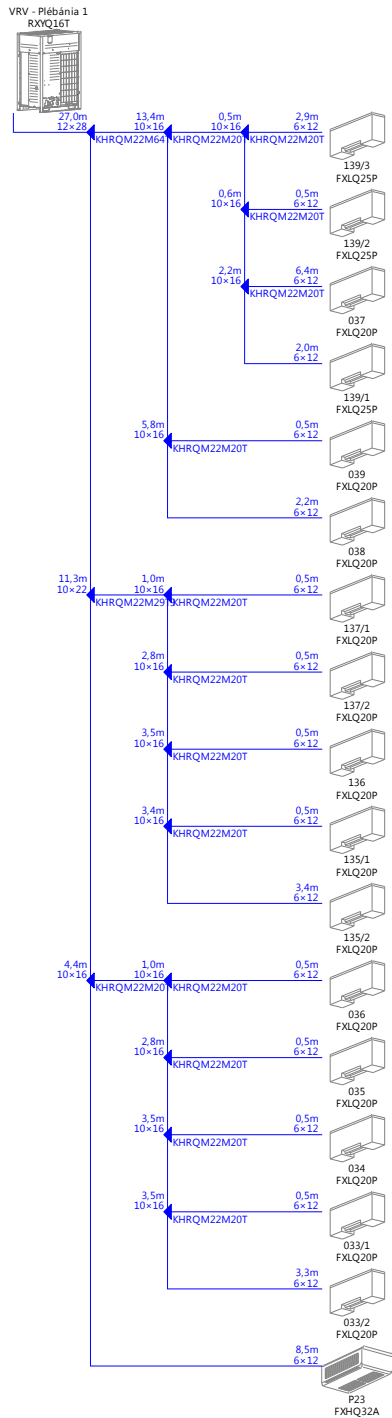 VRV - Plébánia 1
RXYQ16T
27,0m 13,4m 0,5m 2,9m
12×28 10×16 10×16 6×12
KHRQM22M64T KHRQM22M20T KHRQM22M20T
139/3
FXLQ25P
0,6m 0,5m
10×16 6×12
KHRQM22M20T
139/2
FXLQ25P
2,2m 6,4m
10×16 6×12
KHRQM22M20T
037
FXLQ20P
2,0m
6×12
139/1
FXLQ25P
5,8m 0,5m
10×16 6×12
KHRQM22M20T
039
FXLQ20P
2,2m
6×12
038
FXLQ20P
11,3m 1,0m 0,5m
10×22 10×16 6×12
KHRQM22M29T9 KHRQM22M20T
137/1
FXLQ20P
2,8m 0,5m
10×16 6×12
KHRQM22M20T
137/2
FXLQ20P
3,5m 0,5m
10×16 6×12
KHRQM22M20T
136
FXLQ20P
3,4m 0,5m
10×16 6×12
KHRQM22M20T
135/1
FXLQ20P
3,4m
6×12
135/2
FXLQ20P
4,4m 1,0m 0,5m
10×16 10×16 6×12
KHRQM22M20T KHRQM22M20T
036
FXLQ20P
2,8m 0,5m
10×16 6×12
KHRQM22M20T
035
FXLQ20P
3,5m 0,5m
10×16 6×12
KHRQM22M20T
034
FXLQ20P
3,5m 0,5m
10×16 6×12
KHRQM22M20T
033/1
FXLQ20P
3,3m
6×12
033/2
FXLQ20P
8,5m
6×12
P23
FXHQ32A